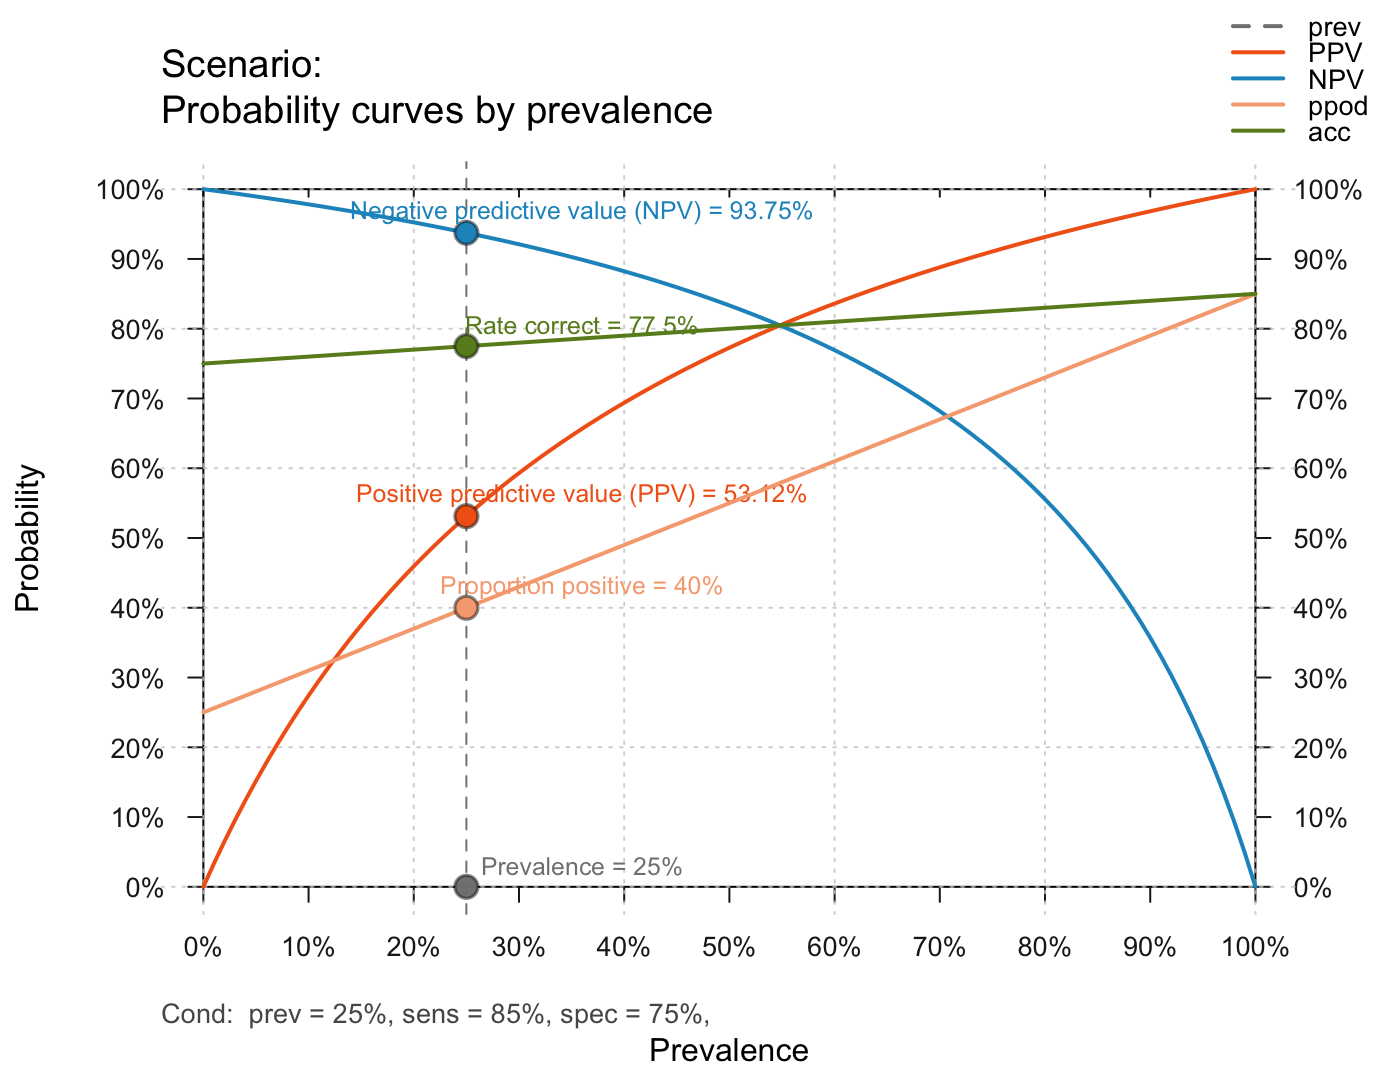 prev
PPV
NPV
ppod
acc
Scenario:
Probability curves by prevalence
100%
90%
80%
70%
60%
50%
40%
30%
20%
10%
0%
Probability
Negative predictive value (NPV) = 93.75%
Rate correct = 77.5%
Positive predictive value (PPV) = 53.12%
Proportion positive = 40%
Prevalence = 25%
100%
90%
80%
70%
60%
50%
40%
30%
20%
10%
0%
0% 10% 20% 30% 40% 50% 60% 70% 80% 90% 100%
Cond: prev = 25%, sens = 85%, spec = 75%,
Prevalence